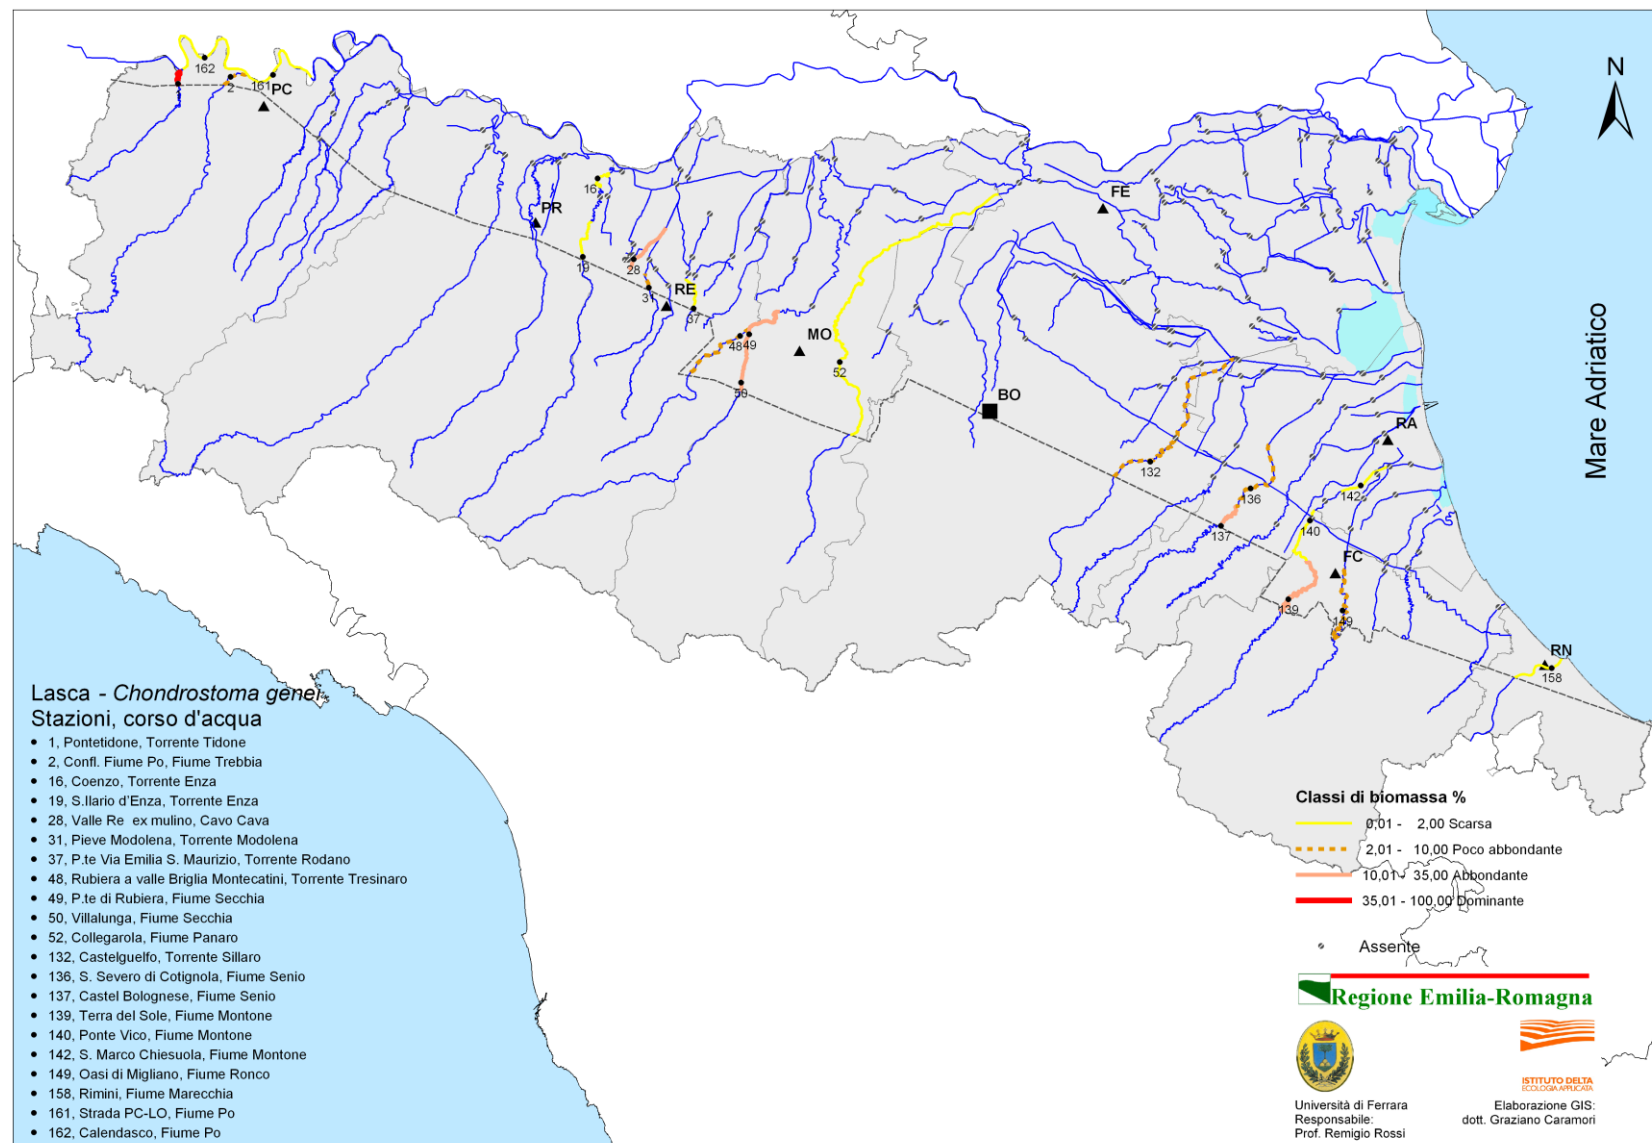 N
162
2
161
PC
16
PR
FE
19
28
31
RE
37
48
49
MO
50
52
BO
Mare Adriatico
RA
132
136
142
137
140
FC
139
149
RN
158
Lasca - Chondrostoma genei
Stazioni, corso d'acqua
1, Pontetidone, Torrente Tidone
2, Confl. Fiume Po, Fiume Trebbia
16, Coenzo, Torrente Enza
19, S.Ilario d'Enza, Torrente Enza
28, Valle Re ex mulino, Cavo Cava
31, Pieve Modolena, Torrente Modolena
37, P.te Via Emilia S. Maurizio, Torrente Rodano
48, Rubiera a valle Briglia Montecatini, Torrente Tresinaro
49, P.te di Rubiera, Fiume Secchia
50, Villalunga, Fiume Secchia
52, Collegarola, Fiume Panaro
132, Castelguelfo, Torrente Sillaro
136, S. Severo di Cotignola, Fiume Senio
137, Castel Bolognese, Fiume Senio
139, Terra del Sole, Fiume Montone
140, Ponte Vico, Fiume Montone
142, S. Marco Chiesuola, Fiume Montone
149, Oasi di Migliano, Fiume Ronco
158, Rimini, Fiume Marecchia
161, Strada PC-LO, Fiume Po
162, Calendasco, Fiume Po
Classi di biomassa %
0,01 - 2,00 Scarsa
2,01 - 10,00 Poco abbondante
10,01 - 35,00 Abbondante
35,01 - 100,00 Dominante
Assente
Regione Emilia-Romagna
ISTITUTO DELTA
ECOLOGIA APPLICATA
Università di Ferrara
Responsabile:
Prof. Remigio Rossi
Elaborazione GIS:
dott. Graziano Caramori